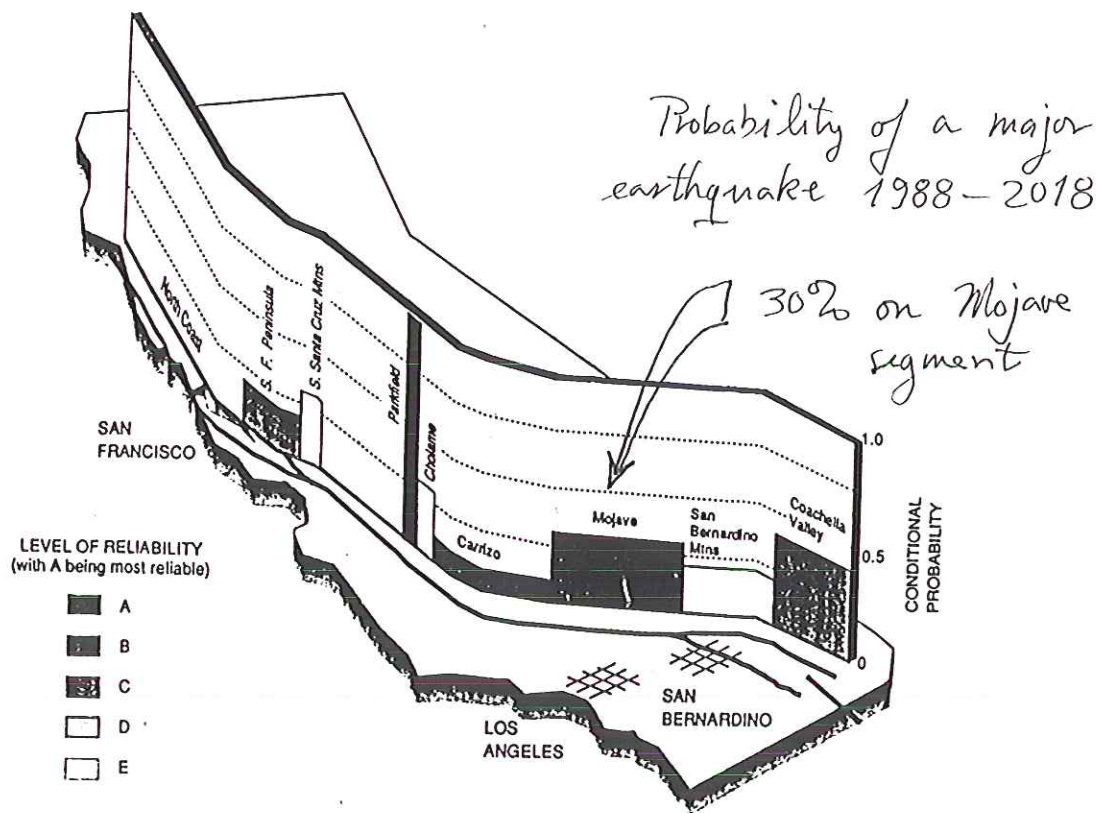 Probability of a major
earthquake 1988-2018
30% on Mojave
segment
North Coast
S. F. Peninsula
S. Santa Cruz Mtns
Parkfield
Cholame
Carrizo
Mojave
San
Bernardino
Mtns
Coachella
Valley
1.0
0.5
0
CONDITIONAL
PROBABILITY
SAN
FRANCISCO
LOS
ANGELES
SAN
BERNARDINO
LEVEL OF RELIABILITY
(with A being most reliable)
A
B
C
D
E